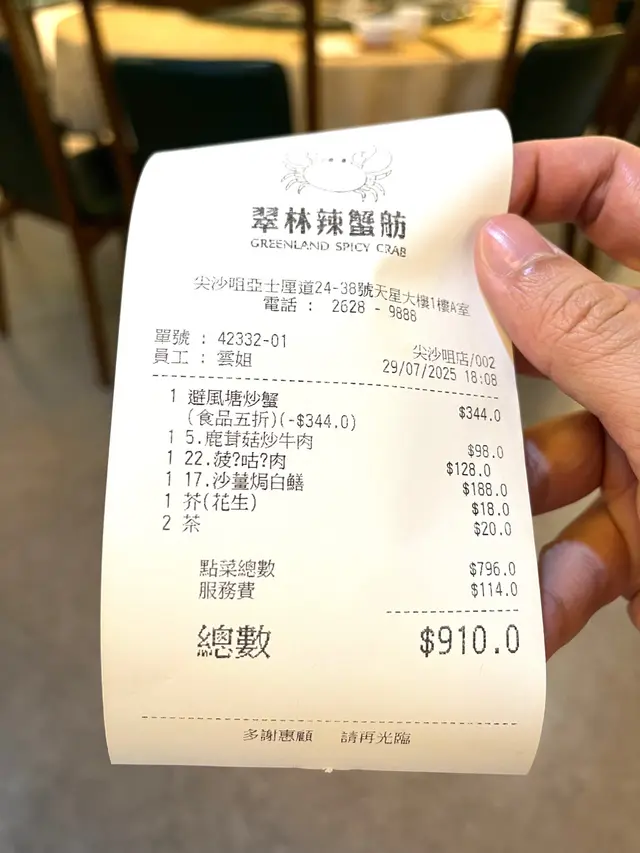 翠林辣蟹舫
GREENLAND SPICY CRAB
尖沙咀亞士厘道24-38號天星大樓1樓A室
電話 : 2628 - 9888
單號 : 42332-01
員工 : 雲姐
尖沙咀店/002
29/07/2025 18:08
1 避風塘炒蟹 $344.0
(食品五折)(-$344.0)
1 5.鹿茸菇炒牛肉 $98.0
1 22.菠?咕?肉 $128.0
1 17.沙薑焗白鱔 $188.0
1 芥(花生) $18.0
2 茶 $20.0
點菜總數 $796.0
服務費 $114.0
總數 $910.0
多謝惠顧 請再光臨